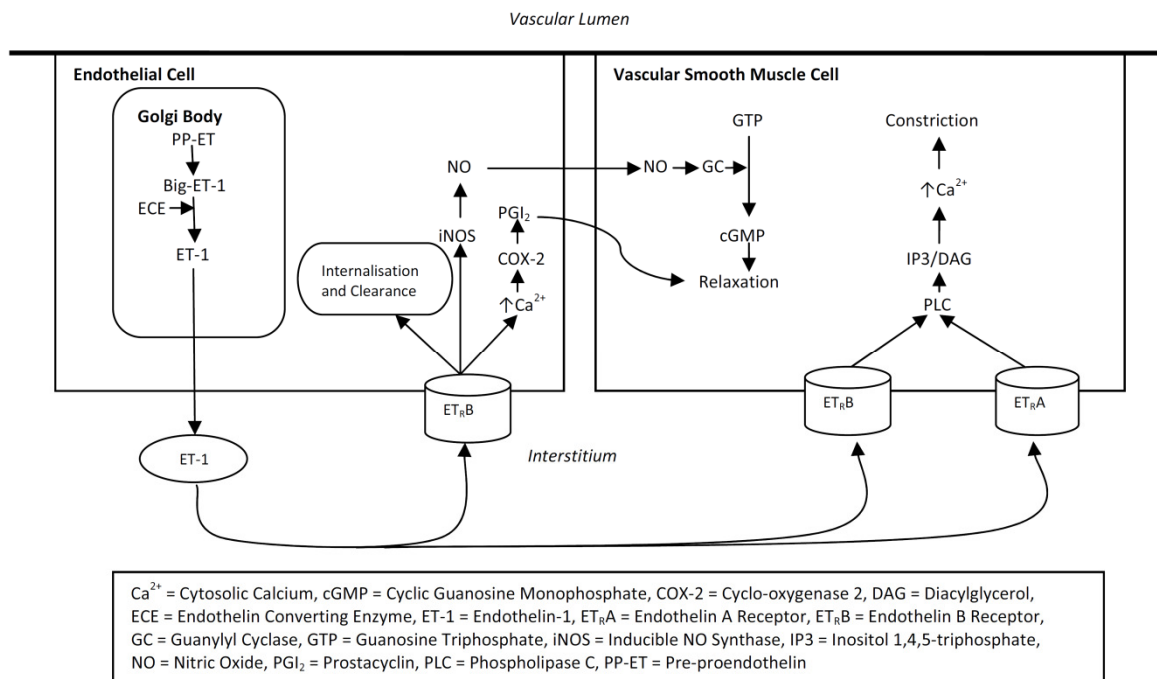 Vascular Lumen
Endothelial Cell
Golgi Body
PP-ET
Big-ET-1
ECE
ET-1
Internalisation
and Clearance
NO
iNOS
PGI₂
COX-2
↑Ca²⁺
ETRB
ET-1
Interstitium
Vascular Smooth Muscle Cell
GTP
NO
GC
cGMP
Relaxation
Constriction
↑Ca²⁺
IP3/DAG
PLC
ETRB
ETRA
Ca²⁺ = Cytosolic Calcium, cGMP = Cyclic Guanosine Monophosphate, COX-2 = Cyclo-oxygenase 2, DAG = Diacylglycerol,
ECE = Endothelin Converting Enzyme, ET-1 = Endothelin-1, ETRA = Endothelin A Receptor, ETRB = Endothelin B Receptor,
GC = Guanylyl Cyclase, GTP = Guanosine Triphosphate, iNOS = Inducible NO Synthase, IP3 = Inositol 1,4,5-triphosphate,
NO = Nitric Oxide, PGI₂ = Prostacyclin, PLC = Phospholipase C, PP-ET = Pre-proendothelin